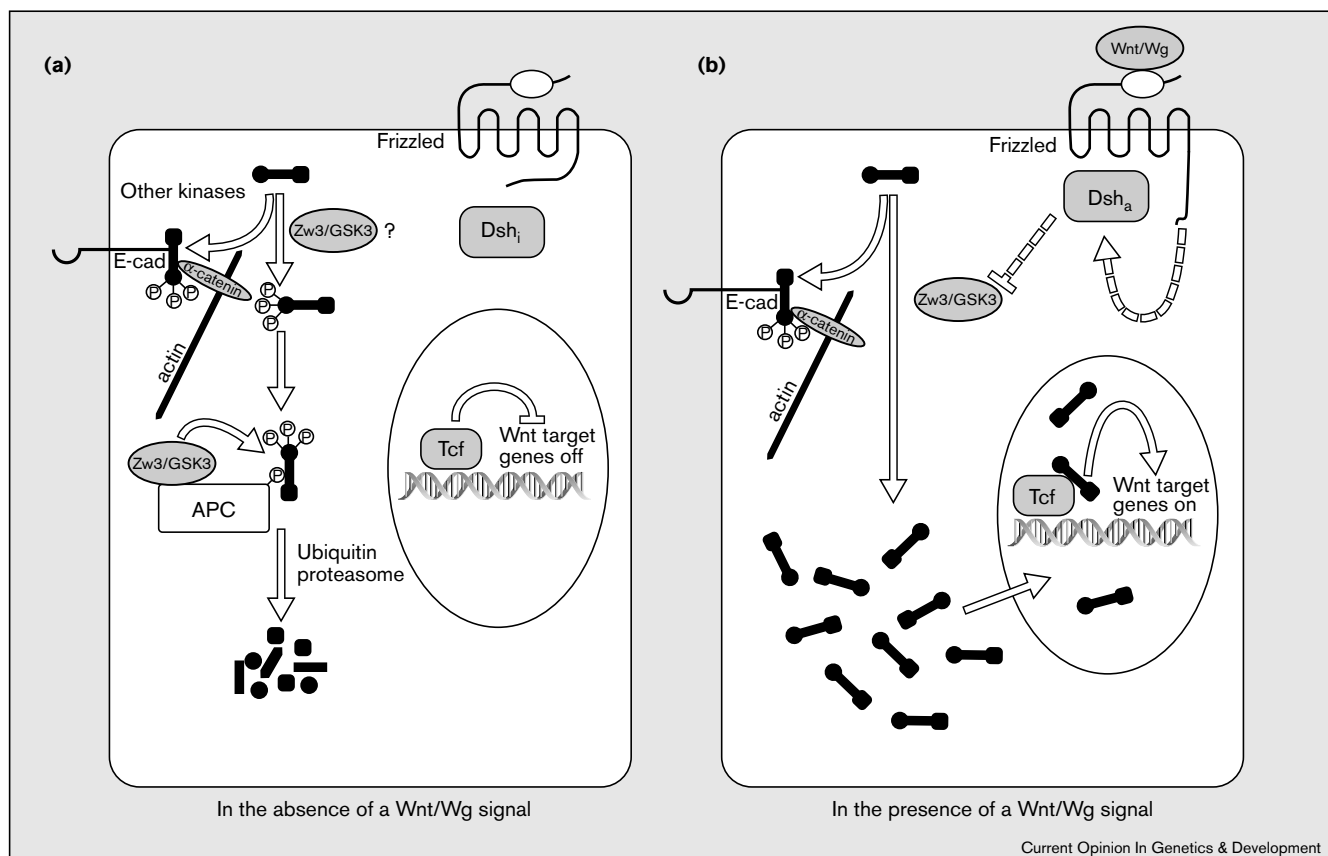 (a)
Frizzled
Other kinases
Zw3/GSK3 ?
Dshi
E-cad
α-catenin
P
P
P
P
P
P
actin
Tcf
Wnt target
genes off
P
P
P
P
Zw3/GSK3
APC
Ubiquitin
proteasome
In the absence of a Wnt/Wg signal
(b)
Wnt/Wg
Frizzled
Dsha
E-cad
Zw3/GSK3
α-catenin
P
P
P
actin
Tcf
Wnt target
genes on
In the presence of a Wnt/Wg signal
Current Opinion In Genetics & Development